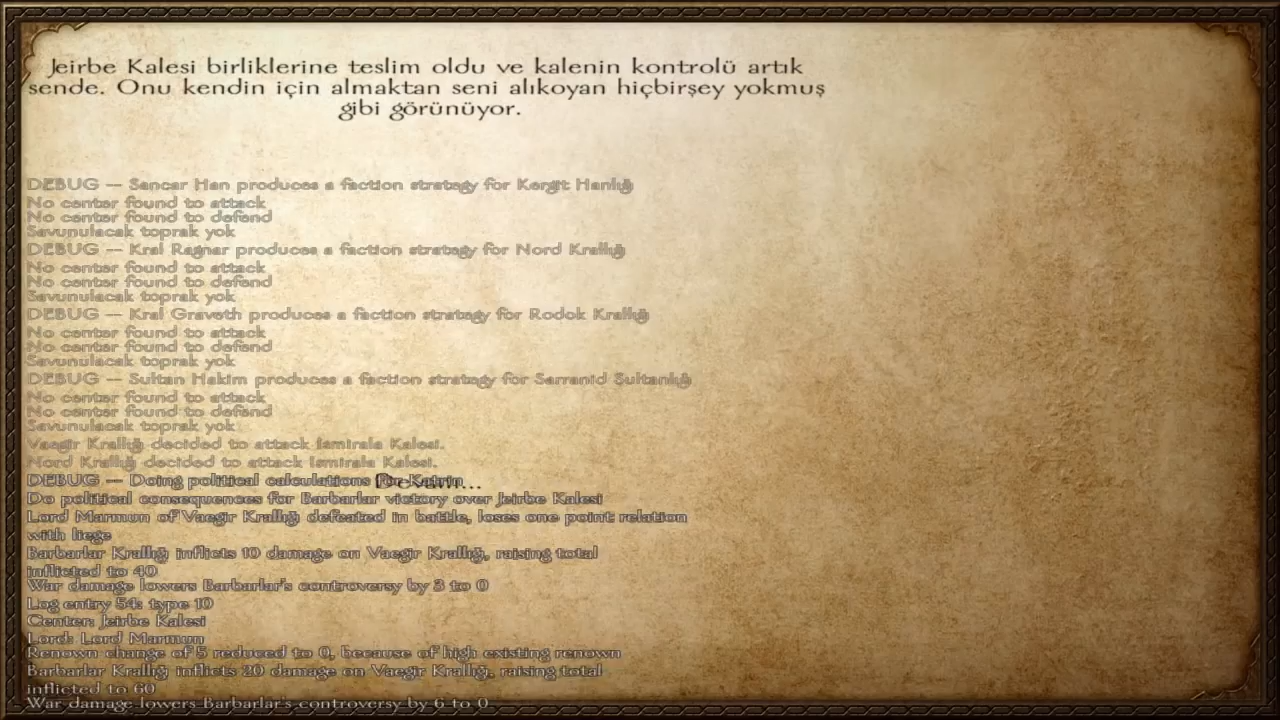 Jeirbe Kalesi birliklerine teslim oldu ve kalenin kontrolü artık
sende. Onu kendin için almaktan seni alıkoyan hiçbirşey yokmuş
gibi görünüyor.
DEBUG -- Sancar Han produces a faction strategy for Kergit Hanlığı
No center found to attack
No center found to defend
Savunulacak toprak yok
DEBUG -- Kral Ragnar produces a faction strategy for Nord Krallığı
No center found to attack
No center found to defend
Savunulacak toprak yok
DEBUG -- Kral Graveth produces a faction strategy for Rodok Krallığı
No center found to attack
No center found to defend
Savunulacak toprak yok
DEBUG -- Sultan Hakim produces a faction strategy for Sarranid Sultanlığı
No center found to attack
No center found to defend
Savunulacak toprak yok
Vaegir Krallığı decided to attack Ismirala Kalesi.
Nord Krallığı decided to attack Ismirala Kalesi.
DEBUG -- Doing political calculations for Katrin
Devam...
Do political consequences for Barbarlar victory over Jeirbe Kalesi
Lord Marmun of Vaegir Krallığı defeated in battle, loses one point relation
with liege
Barbarlar Krallığı inflicts 10 damage on Vaegir Krallığı, raising total
inflicted to 40
War damage lowers Barbarlar's controversy by 3 to 0
Log entry 54: type 10
Center: Jeirbe Kalesi
Lord: Lord Marmun
Renown change of 5 reduced to 0, because of high existing renown
Barbarlar Krallığı inflicts 20 damage on Vaegir Krallığı, raising total
inflicted to 60
War damage lowers Barbarlar's controversy by 6 to 0